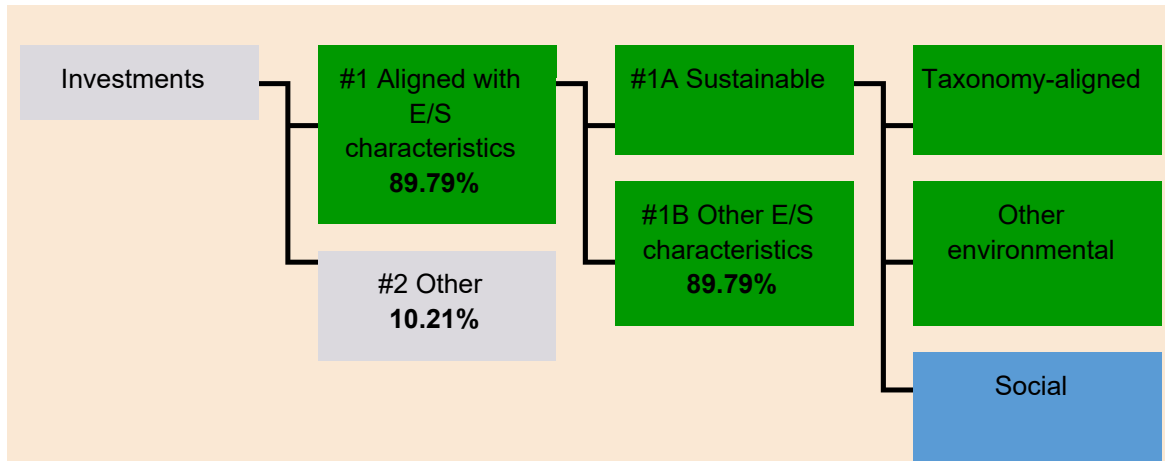 Investments
#1 Aligned with
E/S
characteristics
89.79%
#2 Other
10.21%
#1A Sustainable
#1B Other E/S
characteristics
89.79%
Taxonomy-aligned
Other
environmental
Social